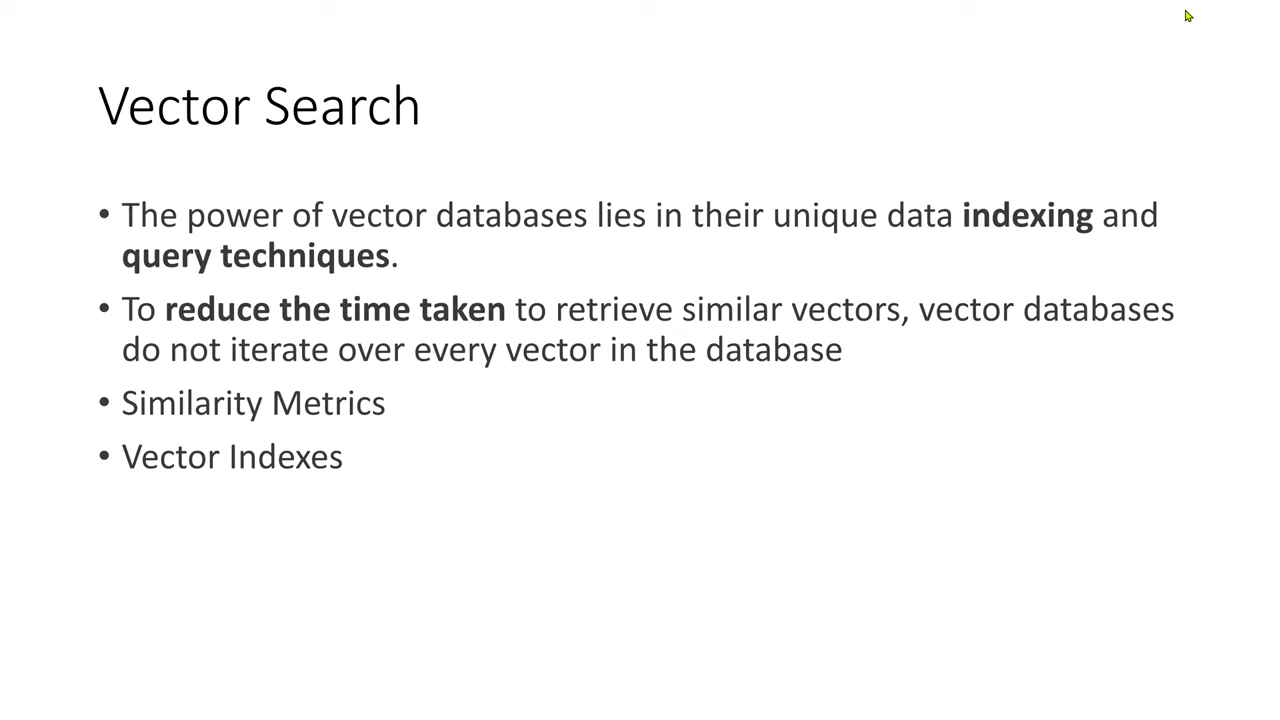 Vector Search
• The power of vector databases lies in their unique data indexing and
query techniques.
• To reduce the time taken to retrieve similar vectors, vector databases
do not iterate over every vector in the database
• Similarity Metrics
• Vector Indexes